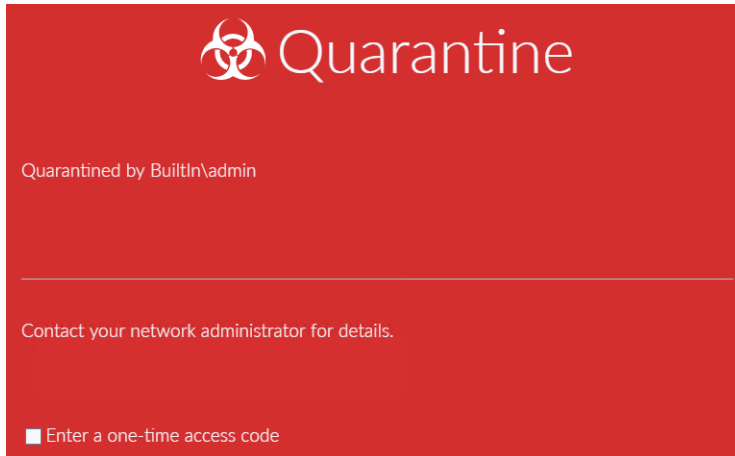 Quarantine
Quarantined by BuiltIn\admin
Contact your network administrator for details.
Enter a one-time access code